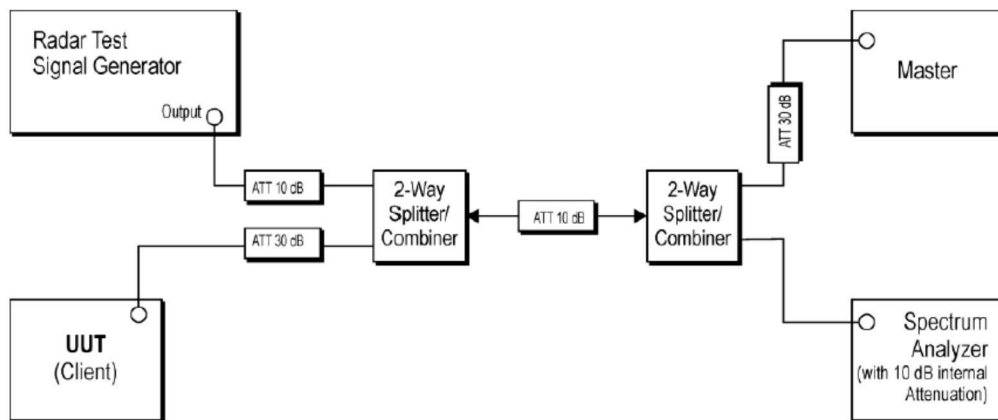 Radar Test
Signal Generator
Output
ATT 10 dB
ATT 30 dB
UUT
(Client)
2-Way
Splitter/
Combiner
ATT 10 dB
2-Way
Splitter/
Combiner
ATT 30 dB
Master
Spectrum
Analyzer
(with 10 dB internal
Attenuation)